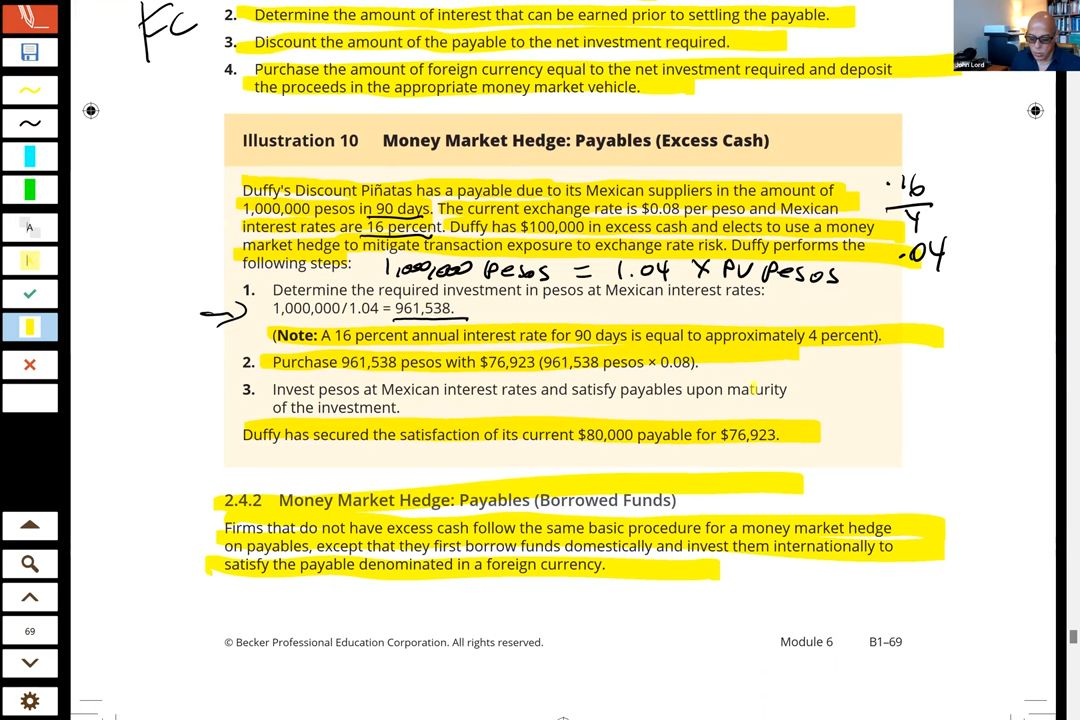 2. Determine the amount of interest that can be earned prior to settling the payable.
FC
3. Discount the amount of the payable to the net investment required.
4. Purchase the amount of foreign currency equal to the net investment required and deposit
the proceeds in the appropriate money market vehicle.
John Lord
Illustration 10 Money Market Hedge: Payables (Excess Cash)
Duffy's Discount Piñatas has a payable due to its Mexican suppliers in the amount of
1,000,000 pesos in 90 days. The current exchange rate is $0.08 per peso and Mexican
interest rates are 16 percent. Duffy has $100,000 in excess cash and elects to use a money
market hedge to mitigate transaction exposure to exchange rate risk. Duffy performs the
following steps:
.16
4
.04
1,000,000 pesos = 1.04 X PV pesos
1. Determine the required investment in pesos at Mexican interest rates:
1,000,000/1.04 = 961,538.
(Note: A 16 percent annual interest rate for 90 days is equal to approximately 4 percent).
2. Purchase 961,538 pesos with $76,923 (961,538 pesos × 0.08).
3. Invest pesos at Mexican interest rates and satisfy payables upon maturity
of the investment.
Duffy has secured the satisfaction of its current $80,000 payable for $76,923.
2.4.2 Money Market Hedge: Payables (Borrowed Funds)
Firms that do not have excess cash follow the same basic procedure for a money market hedge
on payables, except that they first borrow funds domestically and invest them internationally to
satisfy the payable denominated in a foreign currency.
© Becker Professional Education Corporation. All rights reserved.
Module 6 B1–69
A
69